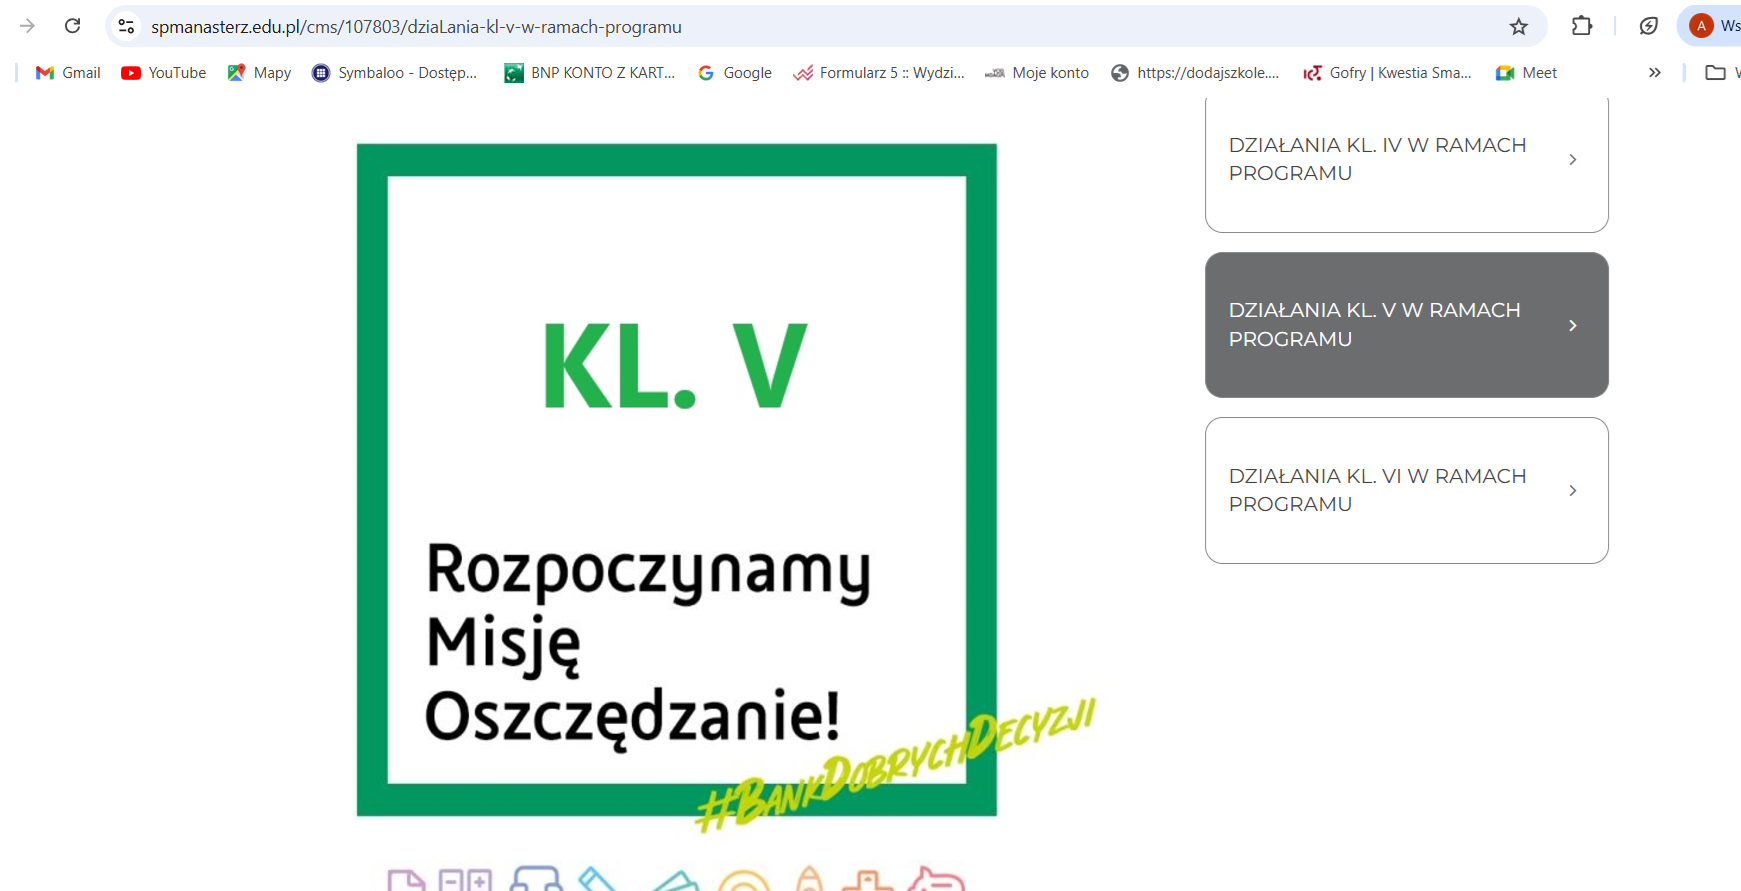 spmanasterz.edu.pl/cms/107803/dziaLania-kl-v-w-ramach-programu
A Ws
Gmail YouTube Mapy Symbaloo - Dostęp... BNP KONTO Z KART... Google Formularz 5 :: Wydzi... Moje konto https://dodajszkole.... Gofry | Kwestia Sma... Meet
DZIAŁANIA KL. IV W RAMACH
PROGRAMU
DZIAŁANIA KL. V W RAMACH
PROGRAMU
DZIAŁANIA KL. VI W RAMACH
PROGRAMU
KL. V
Rozpoczynamy
Misję
Oszczędzanie!
#BANKDOBRYCHDECYZJI